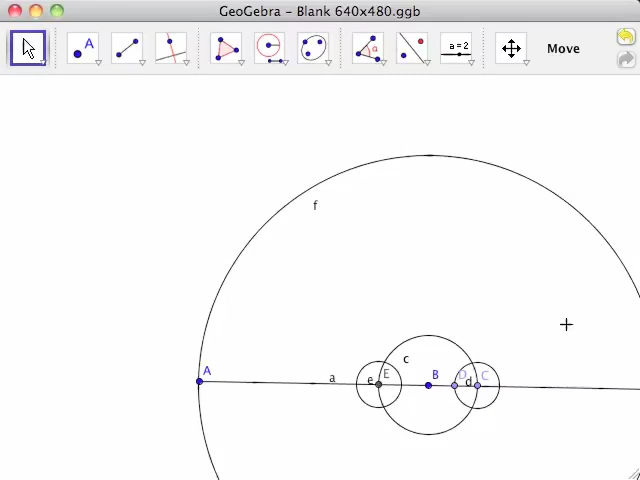 GeoGebra - Blank 640x480.ggb
A
α
a = 2
Move
f
c
A
a
e
E
B
D
d
C